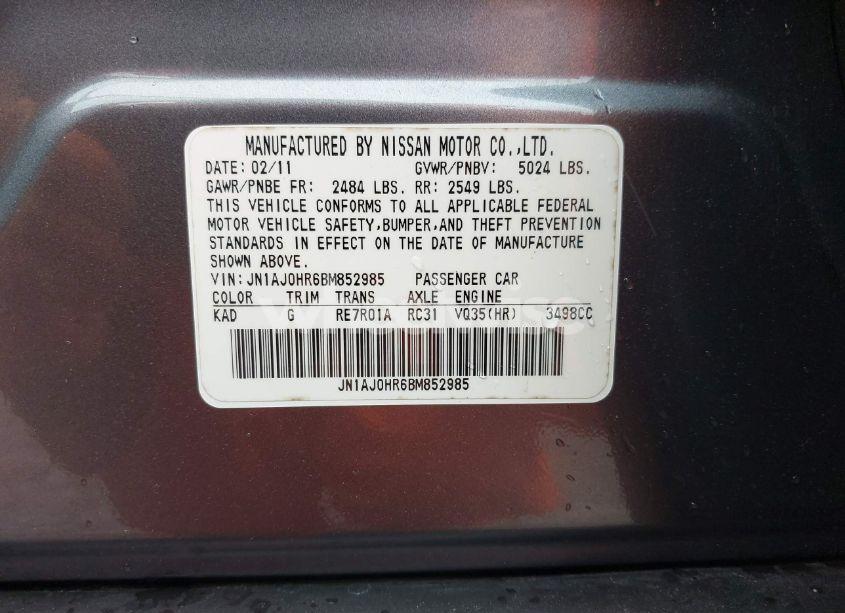 MANUFACTURED BY NISSAN MOTOR CO.,LTD.
DATE: 02/11 GVWR/PNBV: 5024 LBS.
GAWR/PNBE FR: 2484 LBS. RR: 2549 LBS.
THIS VEHICLE CONFORMS TO ALL APPLICABLE FEDERAL
MOTOR VEHICLE SAFETY,BUMPER,AND THEFT PREVENTION
STANDARDS IN EFFECT ON THE DATE OF MANUFACTURE
SHOWN ABOVE.
VIN:JN1AJ0HR6BM852985 PASSENGER CAR
COLOR TRIM TRANS AXLE ENGINE
KAD G RE7R01A RC31 VQ35(HR) 3498CC
JN1AJ0HR6BM852985